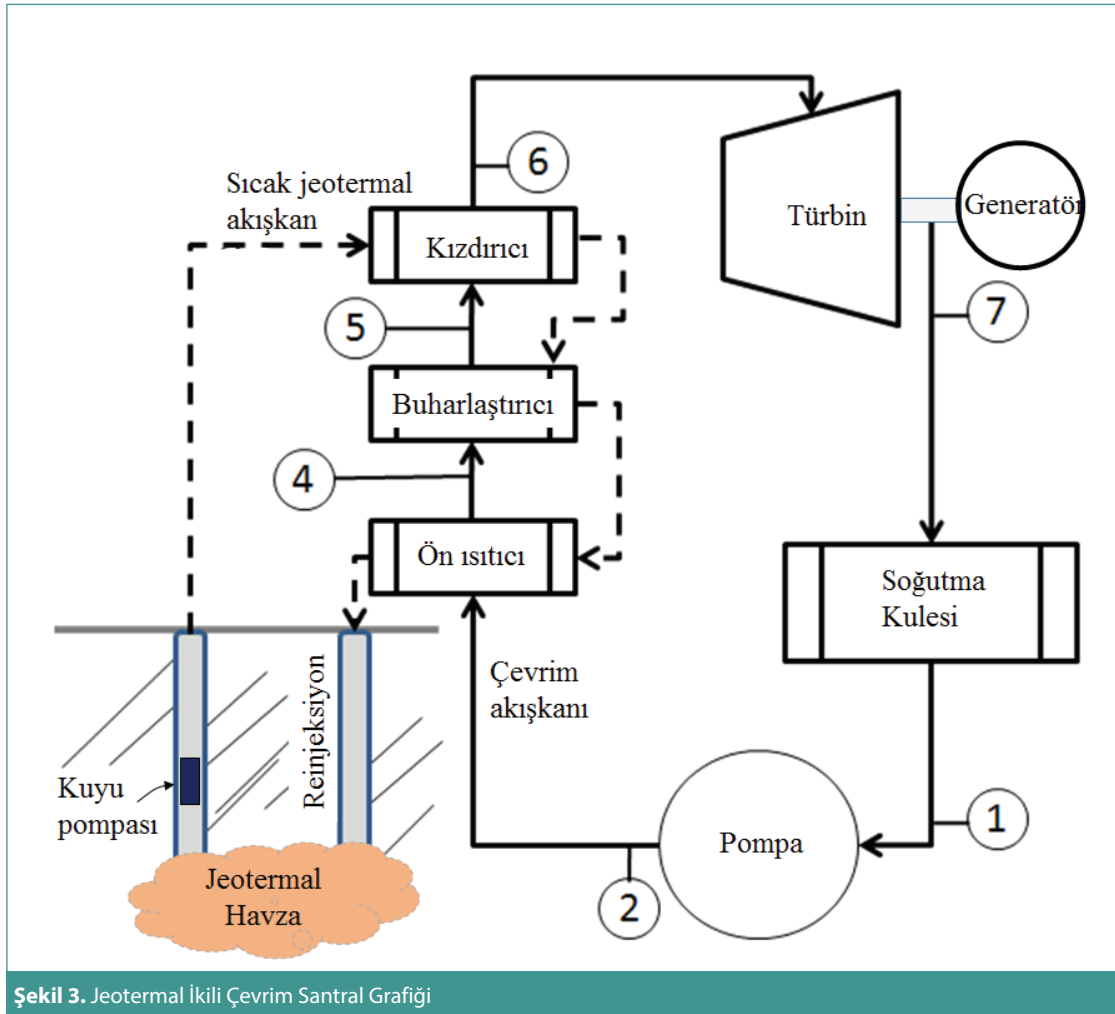 6
Sıcak jeotermal
akışkan
Türbin
Generatör
Kızdırıcı
5
7
Buharlaştırıcı
4
Ön ısıtıcı
Soğutma
Kulesi
Çevrim
akışkanı
Reinjeksiyon
Kuyu
pompası
Pompa
1
2
Jeotermal
Havza
Şekil 3. Jeotermal İkili Çevrim Santral Grafiği